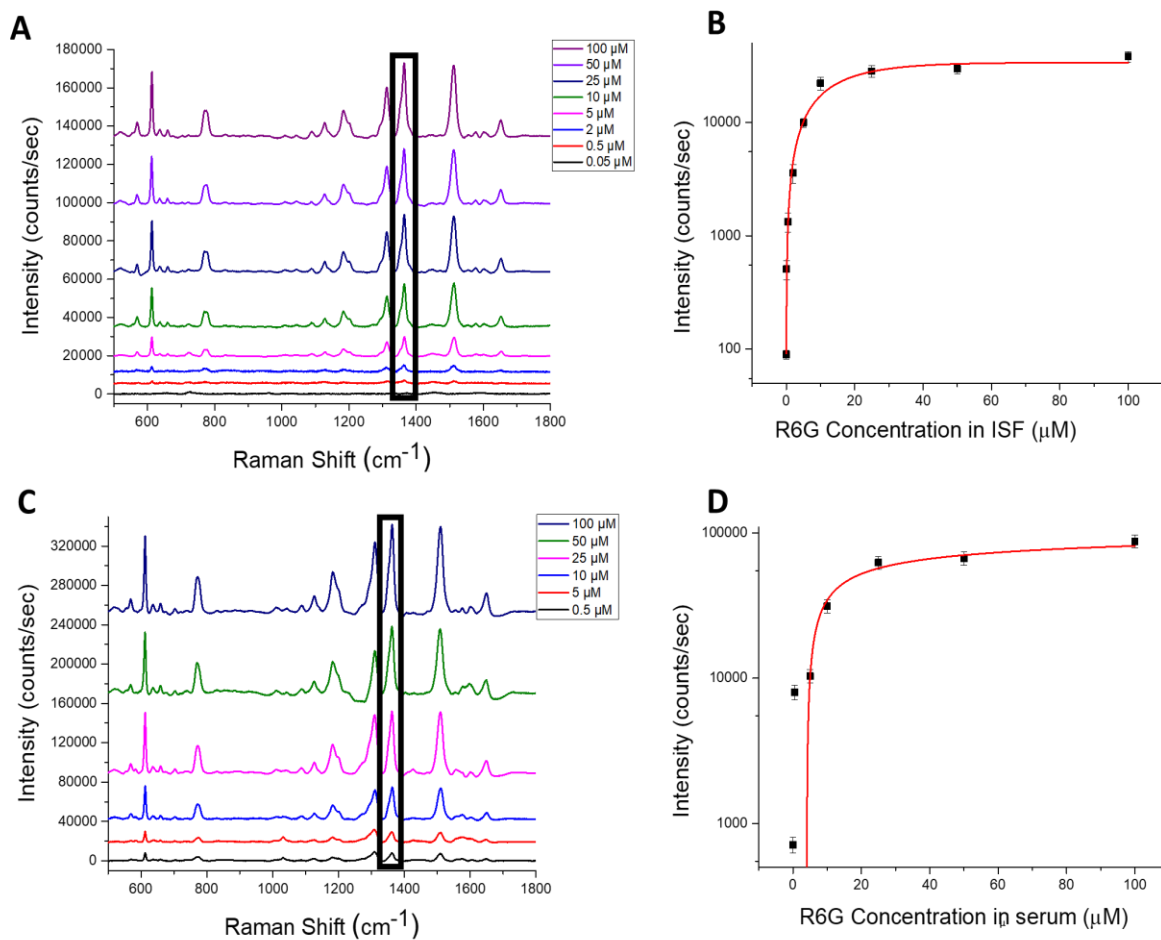 A
180000
160000
140000
120000
100000
80000
60000
40000
20000
0
600 800 1000 1200 1400 1600 1800
Intensity (counts/sec)
Raman Shift (cm⁻¹)
100 µM
50 µM
25 µM
10 µM
5 µM
2 µM
0.5 µM
0.05 µM
B
10000
1000
100
0 20 40 60 80 100
Intensity (counts/sec)
R6G Concentration in ISF (µM)
C
320000
280000
240000
200000
160000
120000
80000
40000
0
600 800 1000 1200 1400 1600 1800
Intensity (counts/sec)
Raman Shift (cm⁻¹)
100 µM
50 µM
25 µM
10 µM
5 µM
0.5 µM
D
100000
10000
1000
0 20 40 60 80 100
Intensity (counts/sec)
R6G Concentration in serum (µM)